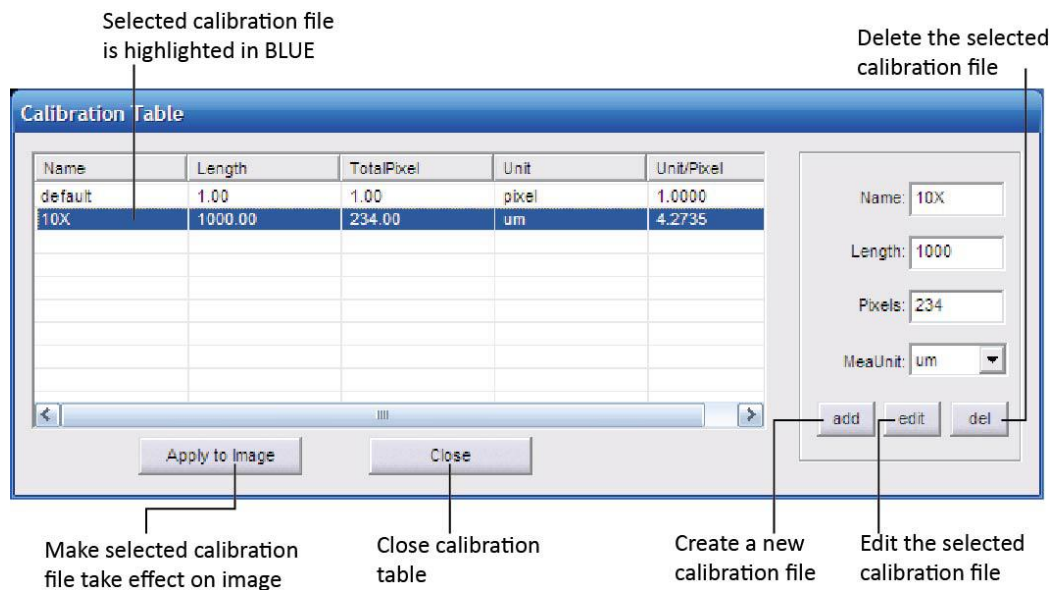 Selected calibration file
is highlighted in BLUE
Delete the selected
calibration file
Calibration Table
Name Length TotalPixel Unit Unit/Pixel
default 1.00 1.00 pixel 1.0000
10X 1000.00 234.00 um 4.2735
Name: 10X
Length: 1000
Pixels: 234
MeaUnit: um
add edit del
Apply to Image Close
Make selected calibration
file take effect on image
Close calibration
table
Create a new
calibration file
Edit the selected
calibration file